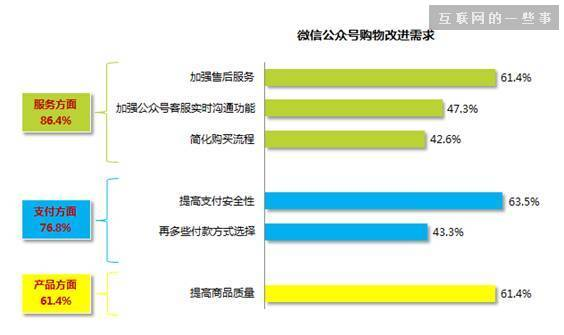 互联网的一些事
微信公众号购物改进需求
服务方面
86.4%
加强售后服务
61.4%
加强公众号客服实时沟通功能
47.3%
简化购买流程
42.6%
支付方面
76.8%
提高支付安全性
63.5%
再多些付款方式选择
43.3%
产品方面
61.4%
提高商品质量
61.4%